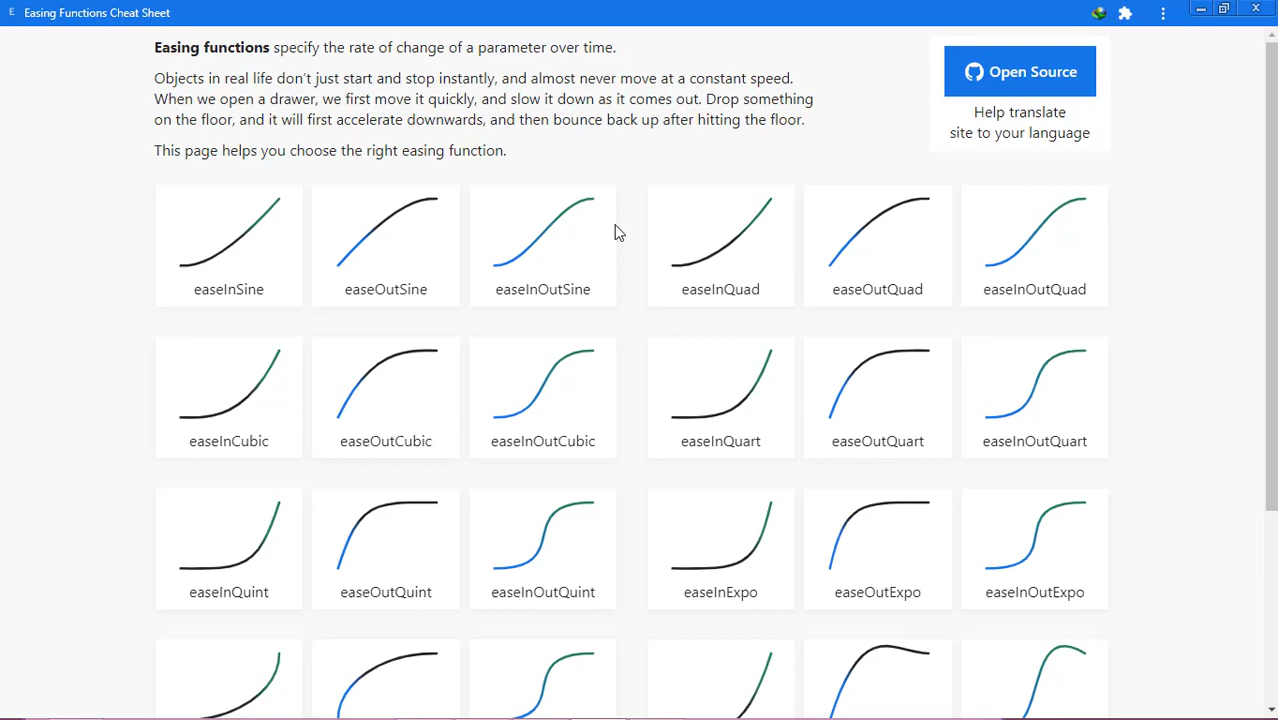 E Easing Functions Cheat Sheet
Easing functions specify the rate of change of a parameter over time.
Objects in real life don’t just start and stop instantly, and almost never move at a constant speed.
When we open a drawer, we first move it quickly, and slow it down as it comes out. Drop something
on the floor, and it will first accelerate downwards, and then bounce back up after hitting the floor.
This page helps you choose the right easing function.
Open Source
Help translate
site to your language
easeInSine easeOutSine easeInOutSine easeInQuad easeOutQuad easeInOutQuad
easeInCubic easeOutCubic easeInOutCubic easeInQuart easeOutQuart easeInOutQuart
easeInQuint easeOutQuint easeInOutQuint easeInExpo easeOutExpo easeInOutExpo